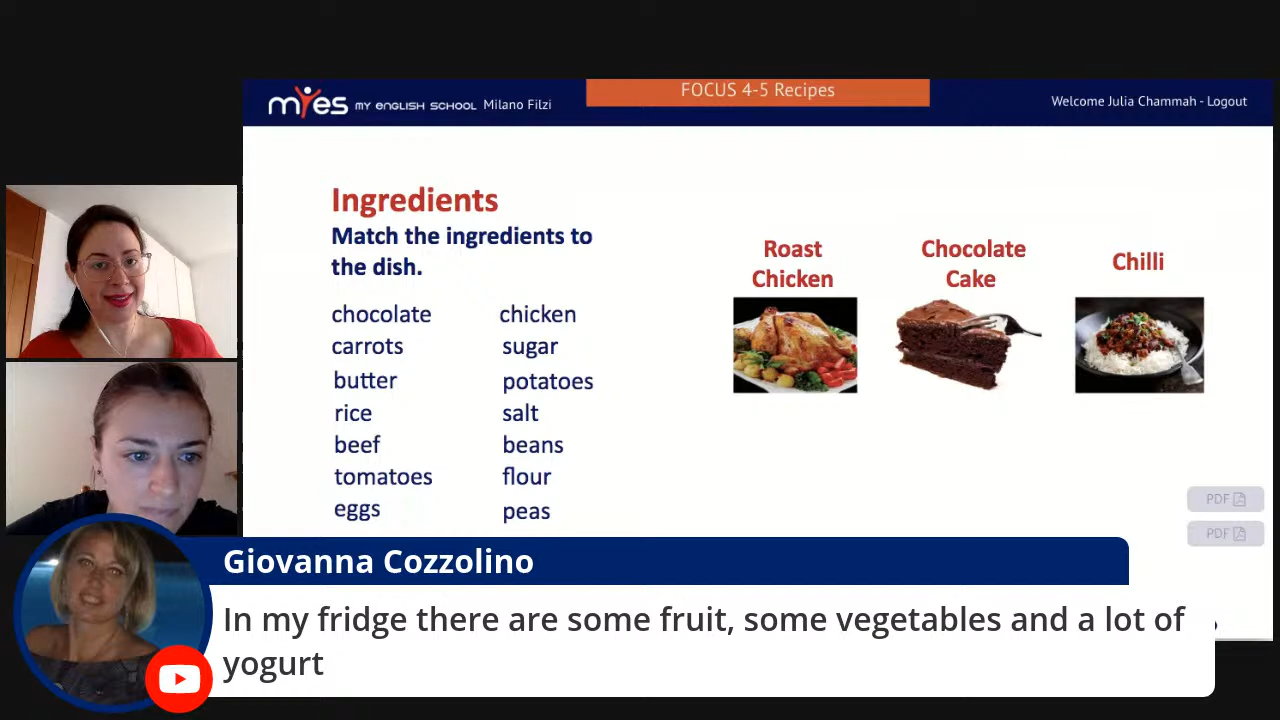 FOCUS 4-5 Recipes
myes MY ENGLISH SCHOOL Milano Filzi
Welcome Julia Chammah - Logout
Ingredients
Match the ingredients to
the dish.
chocolate
carrots
butter
rice
beef
tomatoes
eggs
chicken
sugar
potatoes
salt
beans
flour
peas
Roast
Chicken
Chocolate
Cake
Chilli
PDF
PDF
Giovanna Cozzolino
In my fridge there are some fruit, some vegetables and a lot of
yogurt